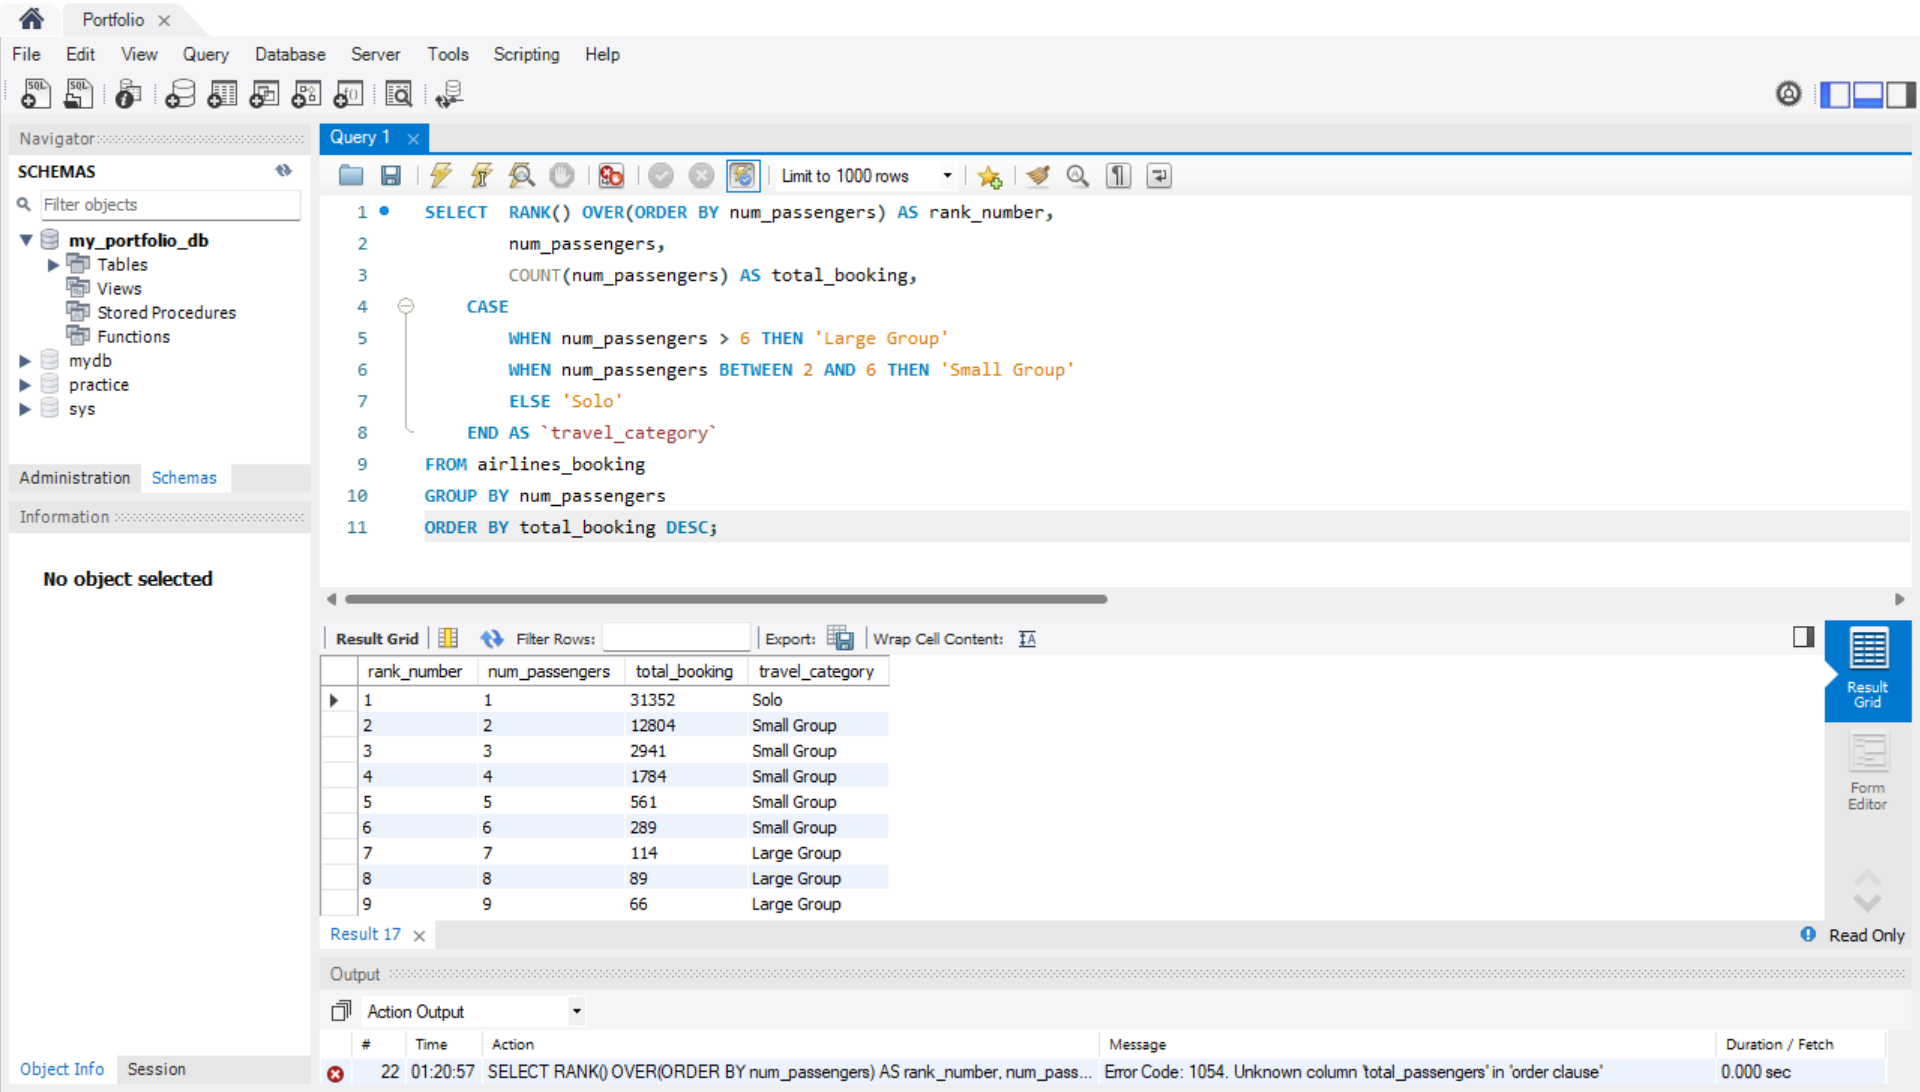 Portfolio
File Edit View Query Database Server Tools Scripting Help
SQL SQL
Navigator
SCHEMAS
Filter objects
my_portfolio_db
Tables
Views
Stored Procedures
Functions
mydb
practice
sys
Administration Schemas
Information
No object selected
Object Info Session
Query 1
Limit to 1000 rows
1 SELECT RANK() OVER(ORDER BY num_passengers) AS rank_number,
2 num_passengers,
3 COUNT(num_passengers) AS total_booking,
4 CASE
5 WHEN num_passengers > 6 THEN 'Large Group'
6 WHEN num_passengers BETWEEN 2 AND 6 THEN 'Small Group'
7 ELSE 'Solo'
8 END AS `travel_category`
9 FROM airlines_booking
10 GROUP BY num_passengers
11 ORDER BY total_booking DESC;
Result Grid Filter Rows: Export: Wrap Cell Content: IA
rank_number num_passengers total_booking travel_category
1 1 31352 Solo
2 2 12804 Small Group
3 3 2941 Small Group
4 4 1784 Small Group
5 5 561 Small Group
6 6 289 Small Group
7 7 114 Large Group
8 8 89 Large Group
9 9 66 Large Group
Result
Grid
Form
Editor
Result 17
Read Only
Output
Action Output
# Time Action Message Duration / Fetch
22 01:20:57 SELECT RANK() OVER(ORDER BY num_passengers) AS rank_number, num_pass... Error Code: 1054. Unknown column 'total_passengers' in 'order clause' 0.000 sec